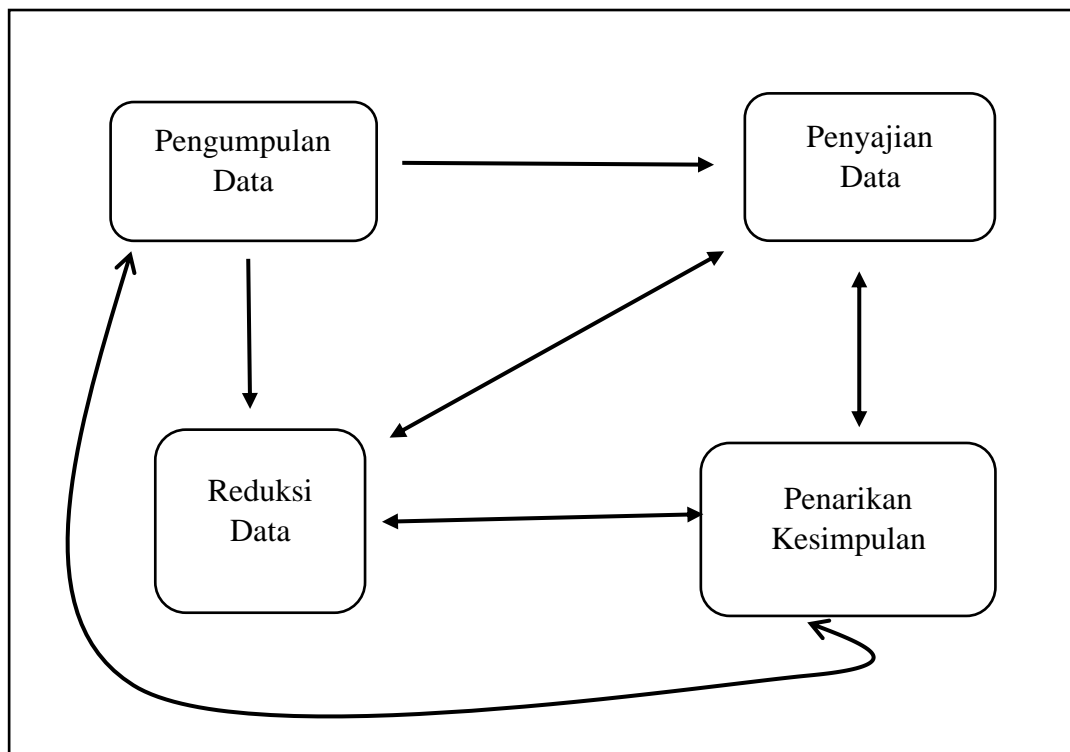 Pengumpulan
Data
Penyajian
Data
Reduksi
Data
Penarikan
Kesimpulan